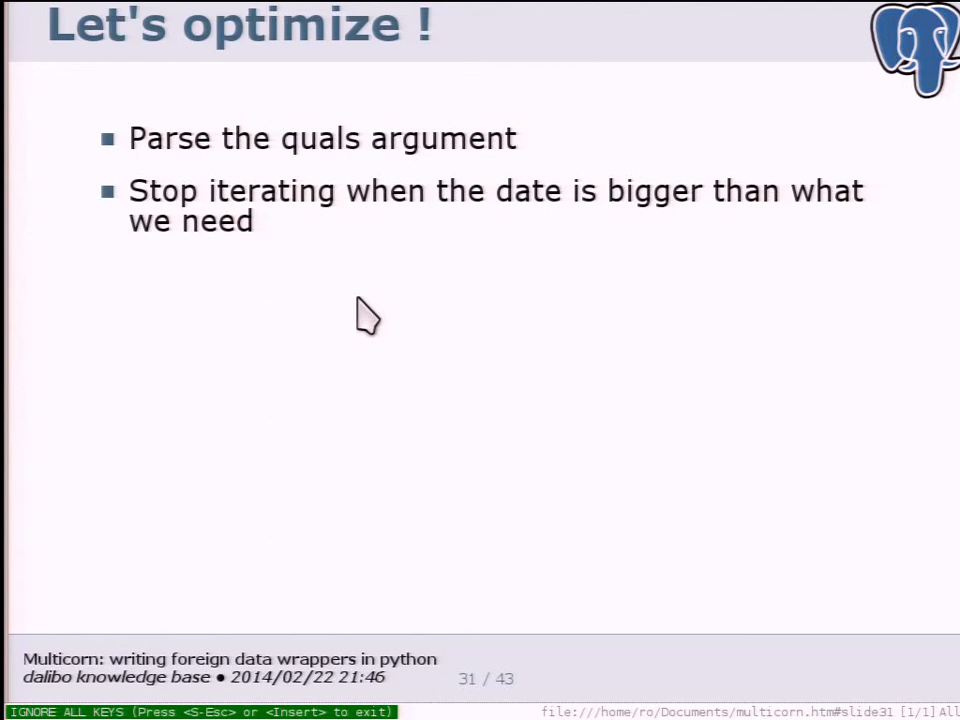 Let's optimize !
Parse the quals argument
Stop iterating when the date is bigger than what
we need
Multicorn: writing foreign data wrappers in python
dalibo knowledge base • 2014/02/22 21:46
31 / 43
IGNORE ALL KEYS (Press <S-Esc> or <Insert> to exit)
file:///home/ro/Documents/multicorn.htm#slide31 [1/1] All